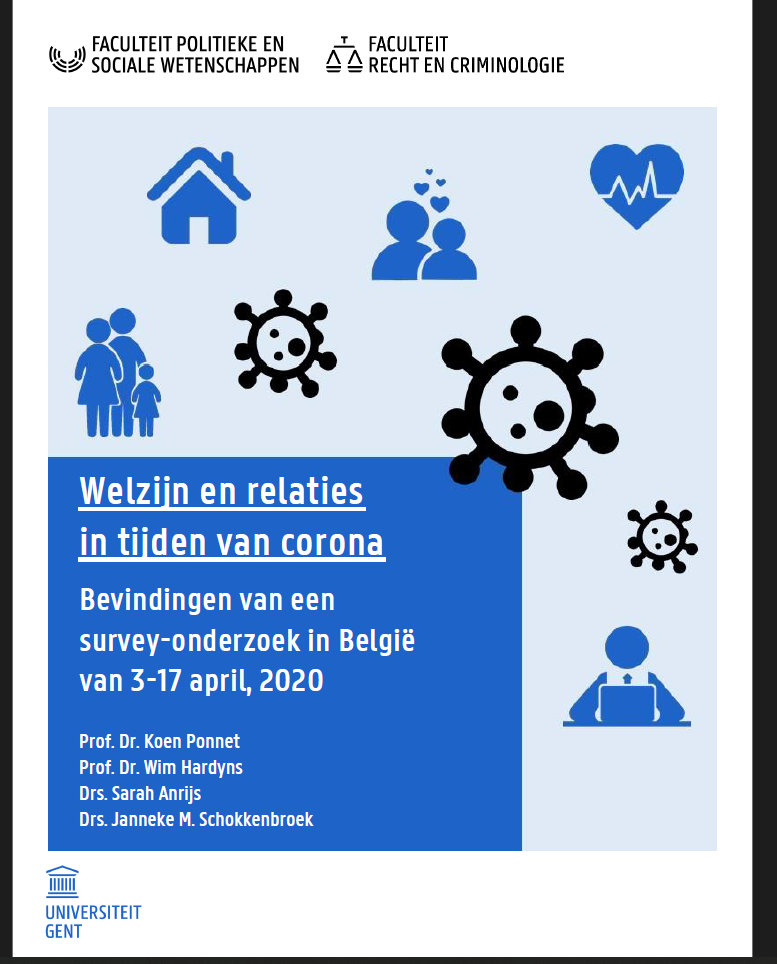 FACULTEIT POLITIEKE EN
SOCIALE WETENSCHAPPEN
FACULTEIT
RECHT EN CRIMINOLOGIE
Welzijn en relaties
in tijden van corona
Bevindingen van een
survey-onderzoek in België
van 3-17 april, 2020
Prof. Dr. Koen Ponnet
Prof. Dr. Wim Hardyns
Drs. Sarah Anrijs
Drs. Janneke M. Schokkenbroek
UNIVERSITEIT
GENT